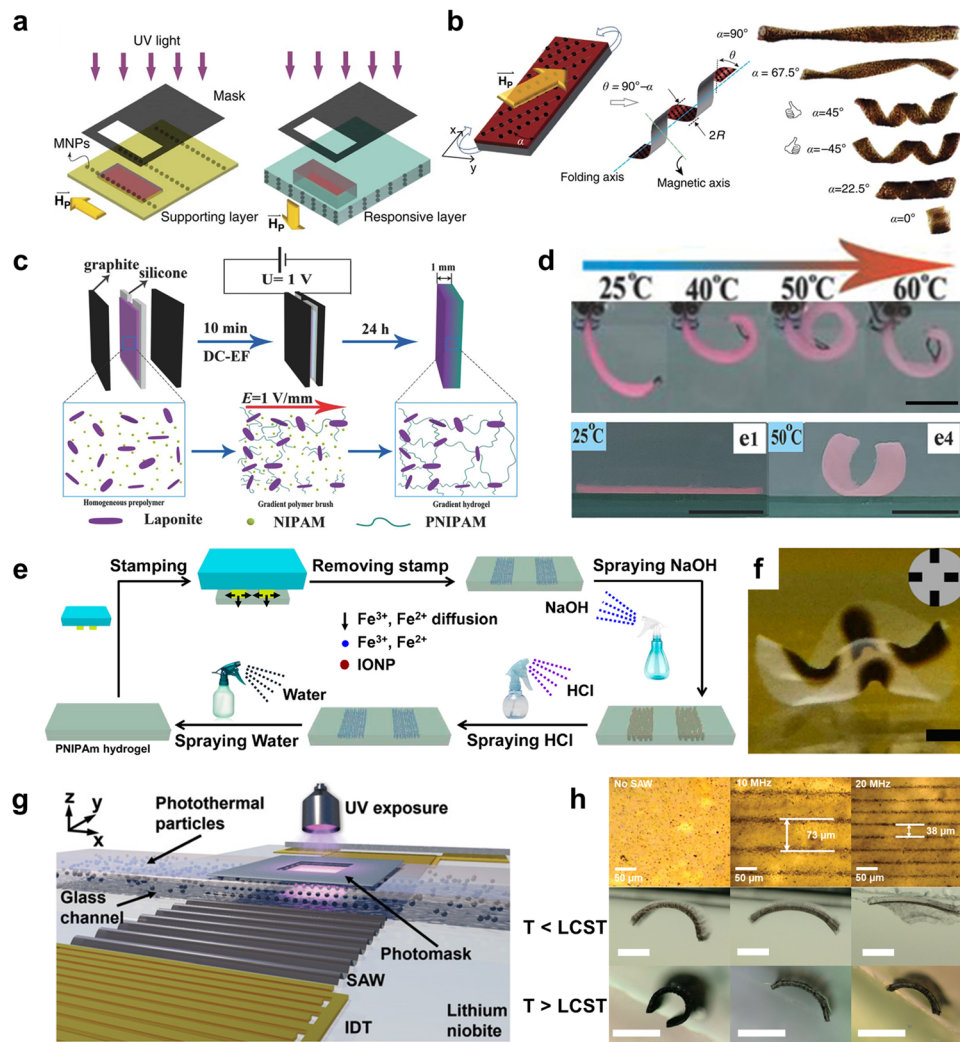 a
UV light
Mask
MNPs
H_P
Supporting layer
H_P
Responsive layer
b
H_P
α
x
y
θ = 90°−α
θ
2R
Folding axis
Magnetic axis
α=90°
α = 67.5°
α=45°
α=−45°
α=22.5°
α=0°
c
graphite
silicone
U= 1 V
1 mm
10 min
DC-EF
24 h
E=1 V/mm
Homogeneous prepolymer
Gradient polymer brush
Gradient hydrogel
Laponite
NIPAM
PNIPAM
d
25°C
40°C
50°C
60°C
25°C
e1
50°C
e4
e
Stamping
Removing stamp
Spraying NaOH
NaOH
Fe3+, Fe2+ diffusion
Fe3+, Fe2+
IONP
Water
HCl
PNIPAm hydrogel
Spraying Water
Spraying HCl
f
g
z
y
x
Photothermal
particles
UV exposure
Glass
channel
Photomask
SAW
IDT
Lithium
niobite
h
No SAW
10 MHz
20 MHz
73 µm
38 µm
50 µm
50 µm
50 µm
T < LCST
T > LCST